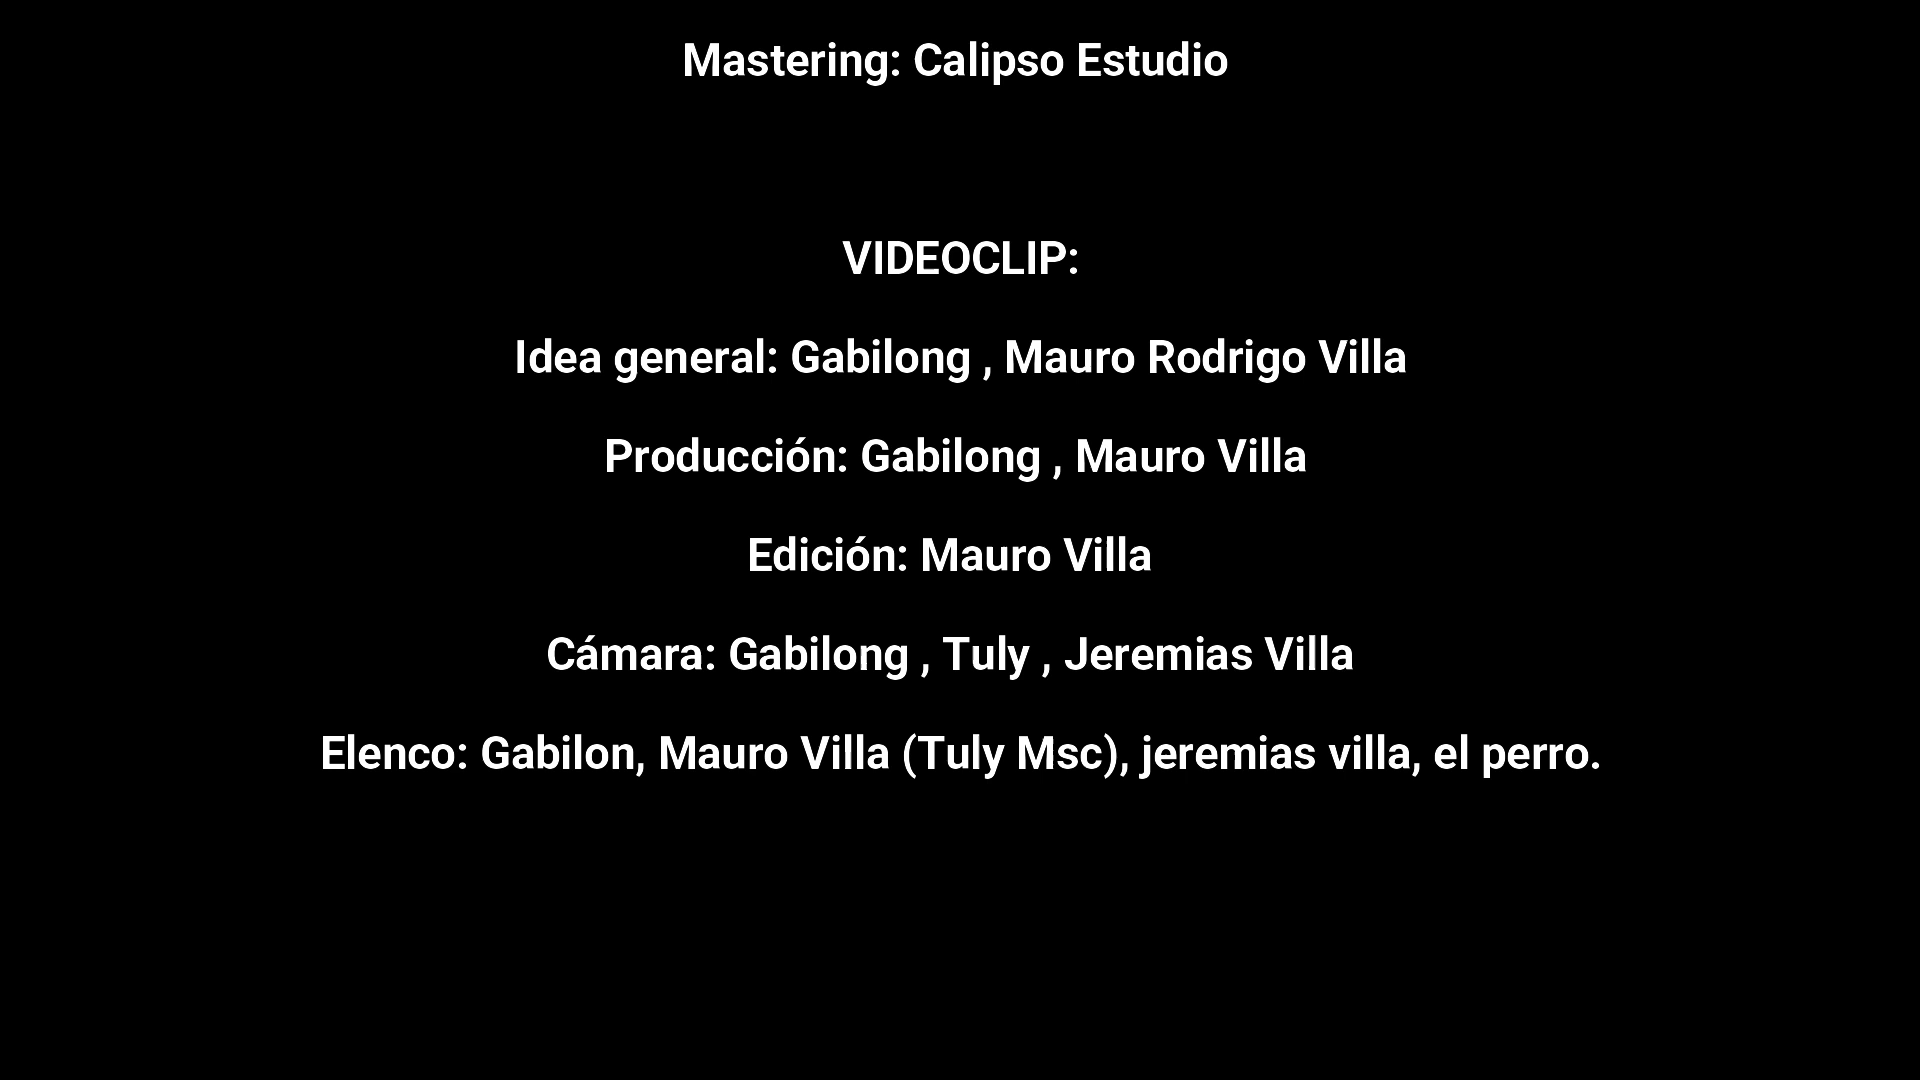 Mastering: Calipso Estudio
VIDEOCLIP:
Idea general: Gabilong , Mauro Rodrigo Villa
Producción: Gabilong , Mauro Villa
Edición: Mauro Villa
Cámara: Gabilong , Tuly , Jeremias Villa
Elenco: Gabilon, Mauro Villa (Tuly Msc), jeremias villa, el perro.